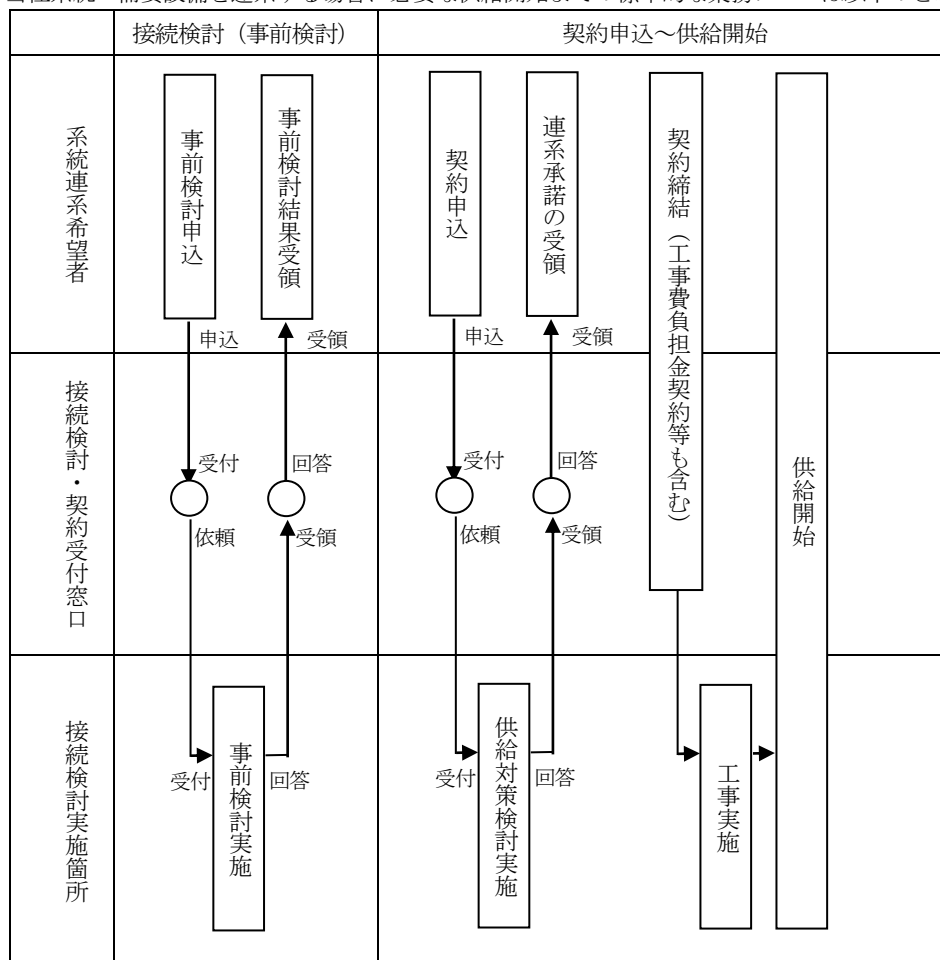 接続検討（事前検討）
契約申込～供給開始
系統連系希望者
事前検討申込
事前検討結果受領
契約申込
連系承諾の受領
契約締結（工事費負担金契約等も含む）
供給開始
申込
受領
申込
受領
接続検討・契約受付窓口
受付
回答
依頼
受領
受付
回答
依頼
受領
接続検討実施箇所
受付
事前検討実施
回答
受付
供給対策検討実施
回答
工事実施